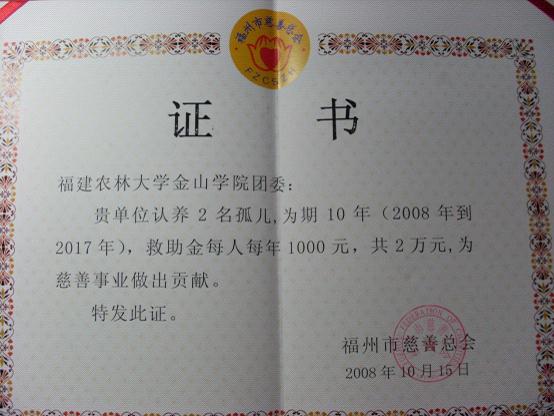 福州市慈善总会
FZCSZH
证 书
福建农林大学金山学院团委：
贵单位认养 2 名孤儿,为期 10 年（2008 年到
2017 年），救助金每人每年 1000 元，共 2 万元,为
慈善事业做出贡献。
特发此证。
福州市慈善总会
2008 年 10 月 15 日